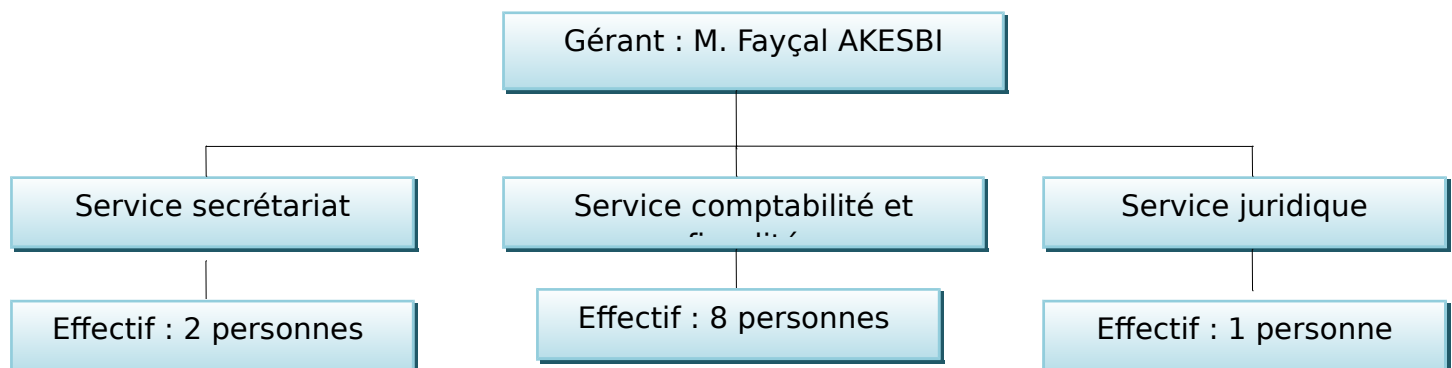 Gérant : M. Fayçal AKESBI
Service secrétariat
Service comptabilité et
Service juridique
Effectif : 2 personnes
Effectif : 8 personnes
Effectif : 1 personne